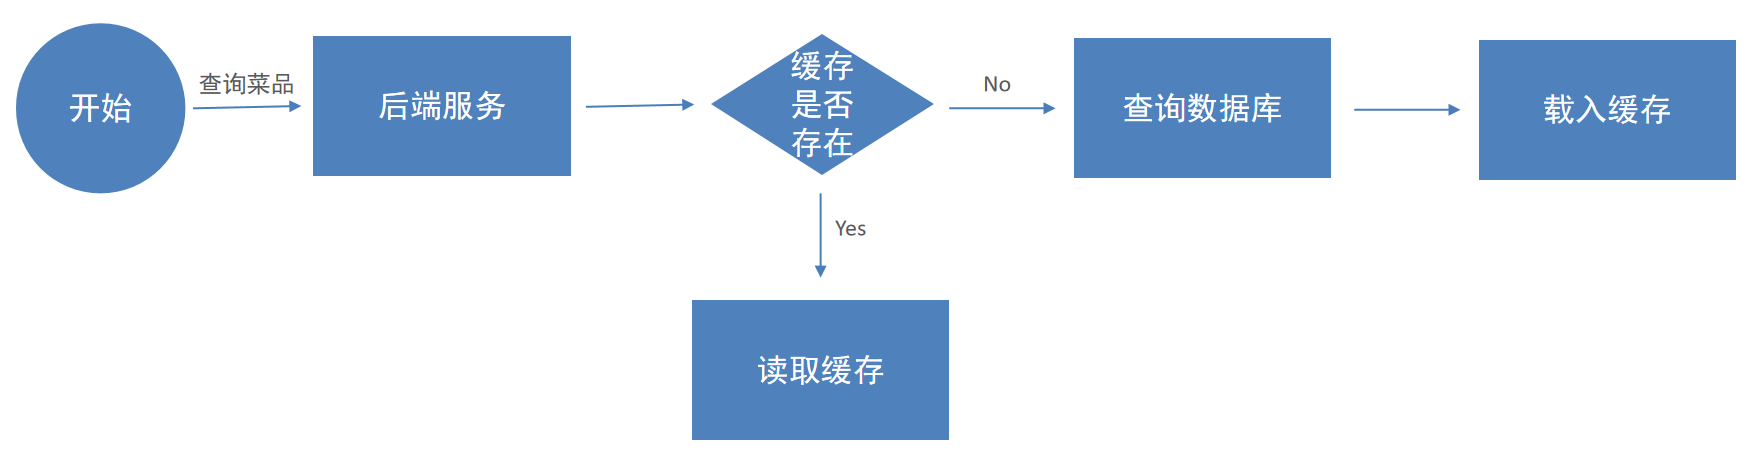 开始
查询菜品
后端服务
缓存
是否
存在
No
查询数据库
载入缓存
Yes
读取缓存